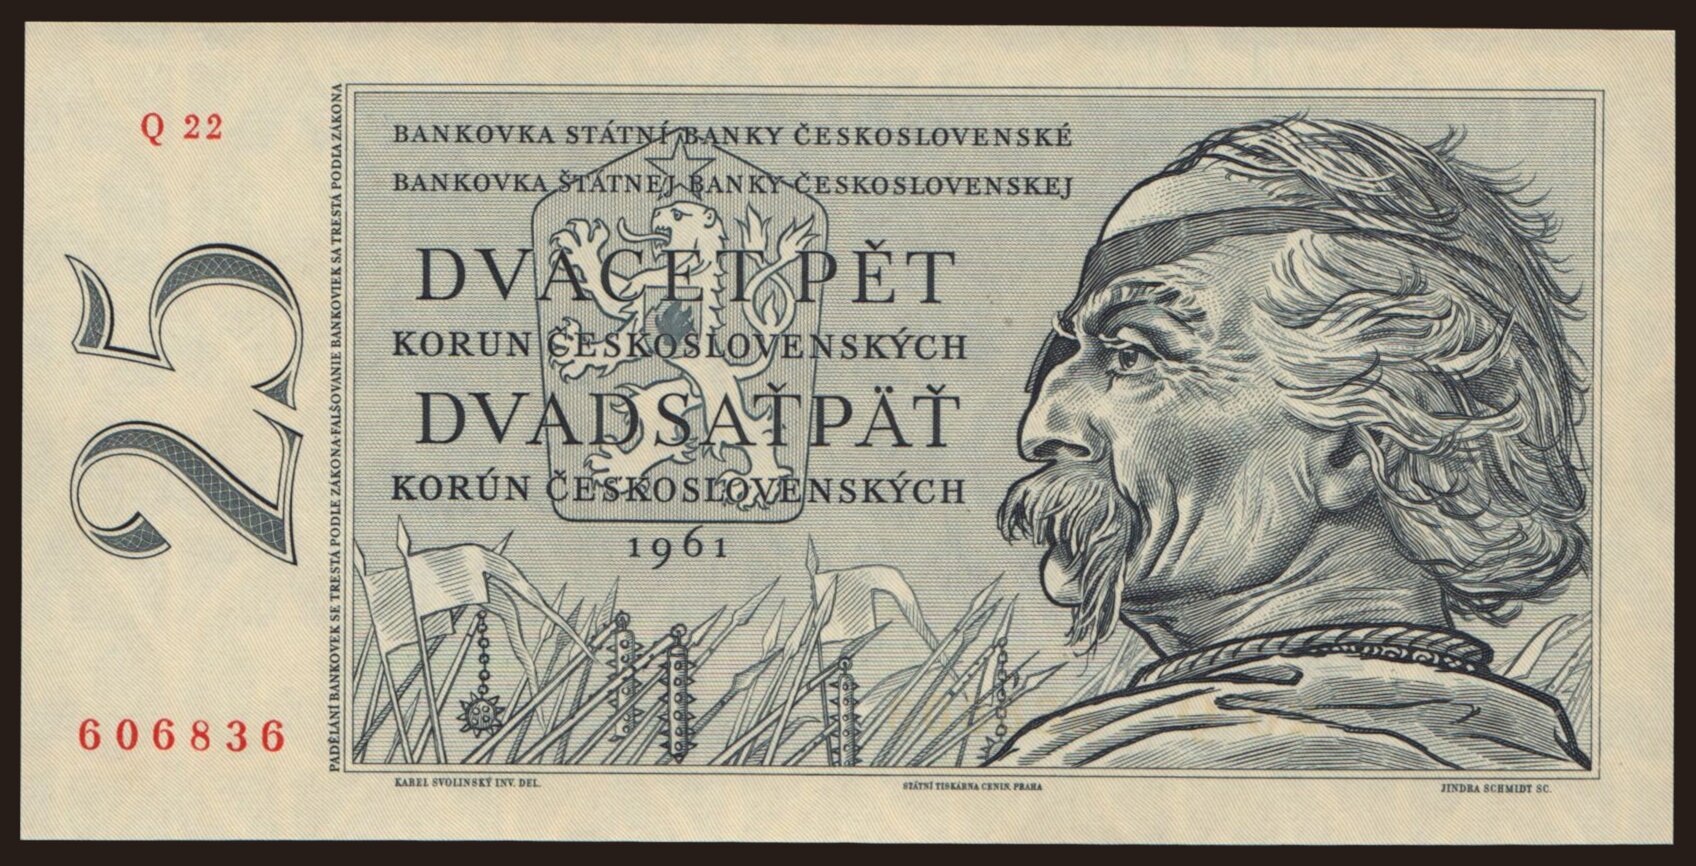 Q 22
25
606836
PADĚLÁNÍ BANKOVEK SE TRESTÁ PODLE ZÁKONA·FALŠOVANIE BANKOVIEK SA TRESTÁ PODĽA ZÁKONA
BANKOVKA STÁTNÍ BANKY ČESKOSLOVENSKÉ
BANKOVKA ŠTÁTNEJ BANKY ČESKOSLOVENSKEJ
DVACET PĚT
KORUN ČESKOSLOVENSKÝCH
DVADSAŤPÄŤ
KORÚN ČESKOSLOVENSKÝCH
1961
KAREL SVOLINSKÝ INV. DEL.
STÁTNÍ TISKÁRNA CENIN, PRAHA
JINDRA SCHMIDT SC.